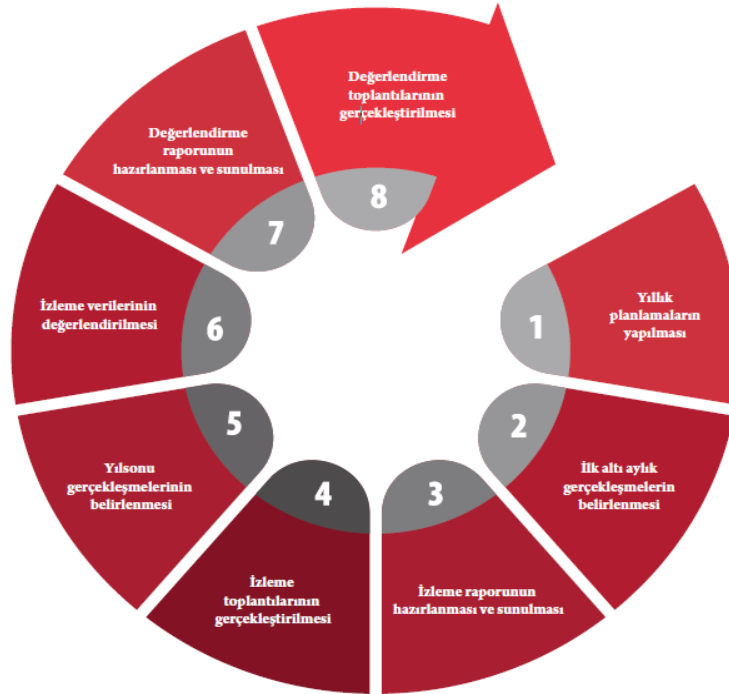 1
Yıllık
planlamaların
yapılması
2
İlk altı aylık
gerçekleşmelerin
belirlenmesi
3
İzleme raporunun
hazırlanması ve sunulması
4
İzleme
toplantılarının
gerçekleştirilmesi
5
Yılsonu
gerçekleşmelerinin
belirlenmesi
6
İzleme verilerinin
değerlendirilmesi
7
Değerlendirme
raporunun
hazırlanması ve sunulması
8
Değerlendirme
toplantılarının
gerçekleştirilmesi